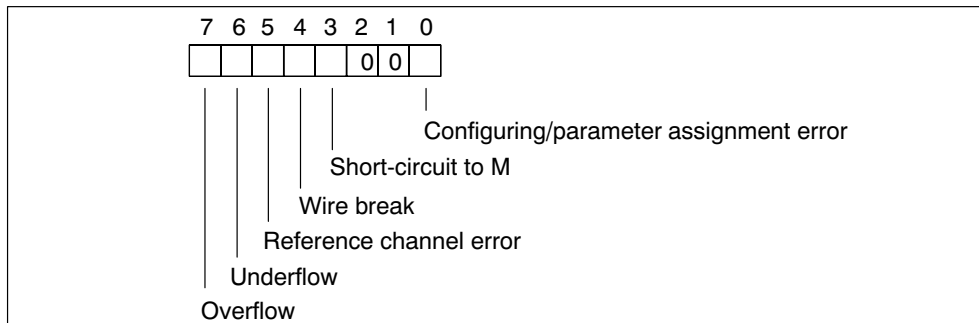 7 6 5 4 3 2 1 0
0 0
Configuring/parameter assignment error
Short-circuit to M
Wire break
Reference channel error
Underflow
Overflow